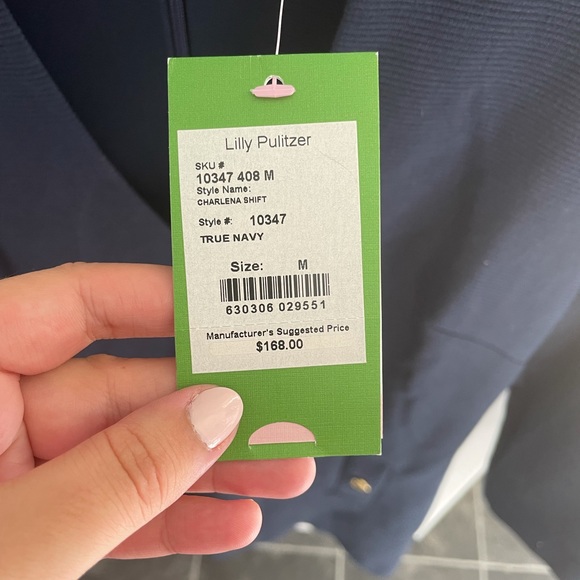 Lilly Pulitzer
SKU #
10347 408 M
Style Name:
CHARLENA SHIFT
Style #: 10347
TRUE NAVY
Size: M
630306 029551
Manufacturer's Suggested Price
$168.00